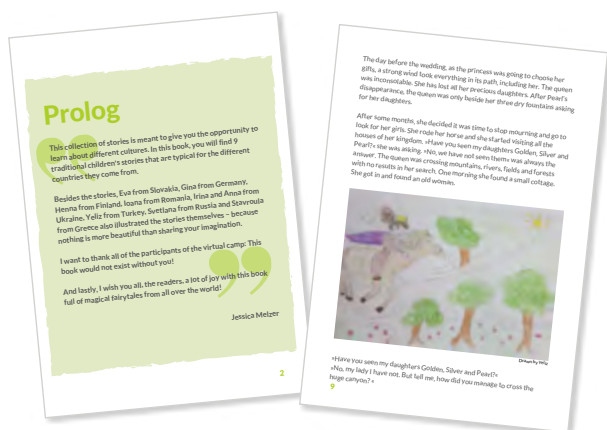 Prolog
This collection of stories is meant to give you the opportunity to
learn about different cultures. In this book, you will find 9
traditional children's stories that are typical for the different
countries they come from.
Besides the stories, Eva from Slovakia, Gina from Germany,
Henna from Finland, Ioana from Romania, Irina and Anna from
Ukraine, Yeliz from Turkey, Svetlana from Russia and Stavroula
from Greece also illustrated the stories themselves – because
nothing is more beautiful than sharing your imagination.
I want to thank all of the participants of the virtual camp: This
book would not exist without you!
And lastly, I wish you all, the readers, a lot of joy with this book
full of magical fairytales from all over the world!
Jessica Melzer
2
The day before the wedding, as the princess was going to choose her
gifts, a strong wind took everything in its path, including her. The queen
was inconsolable. She has lost all her precious daughters. After Pearl's
disappearance, the queen was only beside her three dry fountains asking
for her daughters.
After some months, she decided it was time to stop mourning and go to
look for her girls. She rode her horse and she started visiting all the
houses of her kingdom. »Have you seen my daughters Golden, Silver and
Pearl?« she was asking. »No, we have not seen them« was always the
answer. The queen was crossing mountains, rivers, fields and forests
with no results in her search. One morning she found a small cottage.
She got in and found an old woman.
Drawn by Yeliz
»Have you seen my daughters Golden, Silver and Pearl?«
»No, my lady I have not. But tell me, how did you manage to cross the
huge canyon? «
9